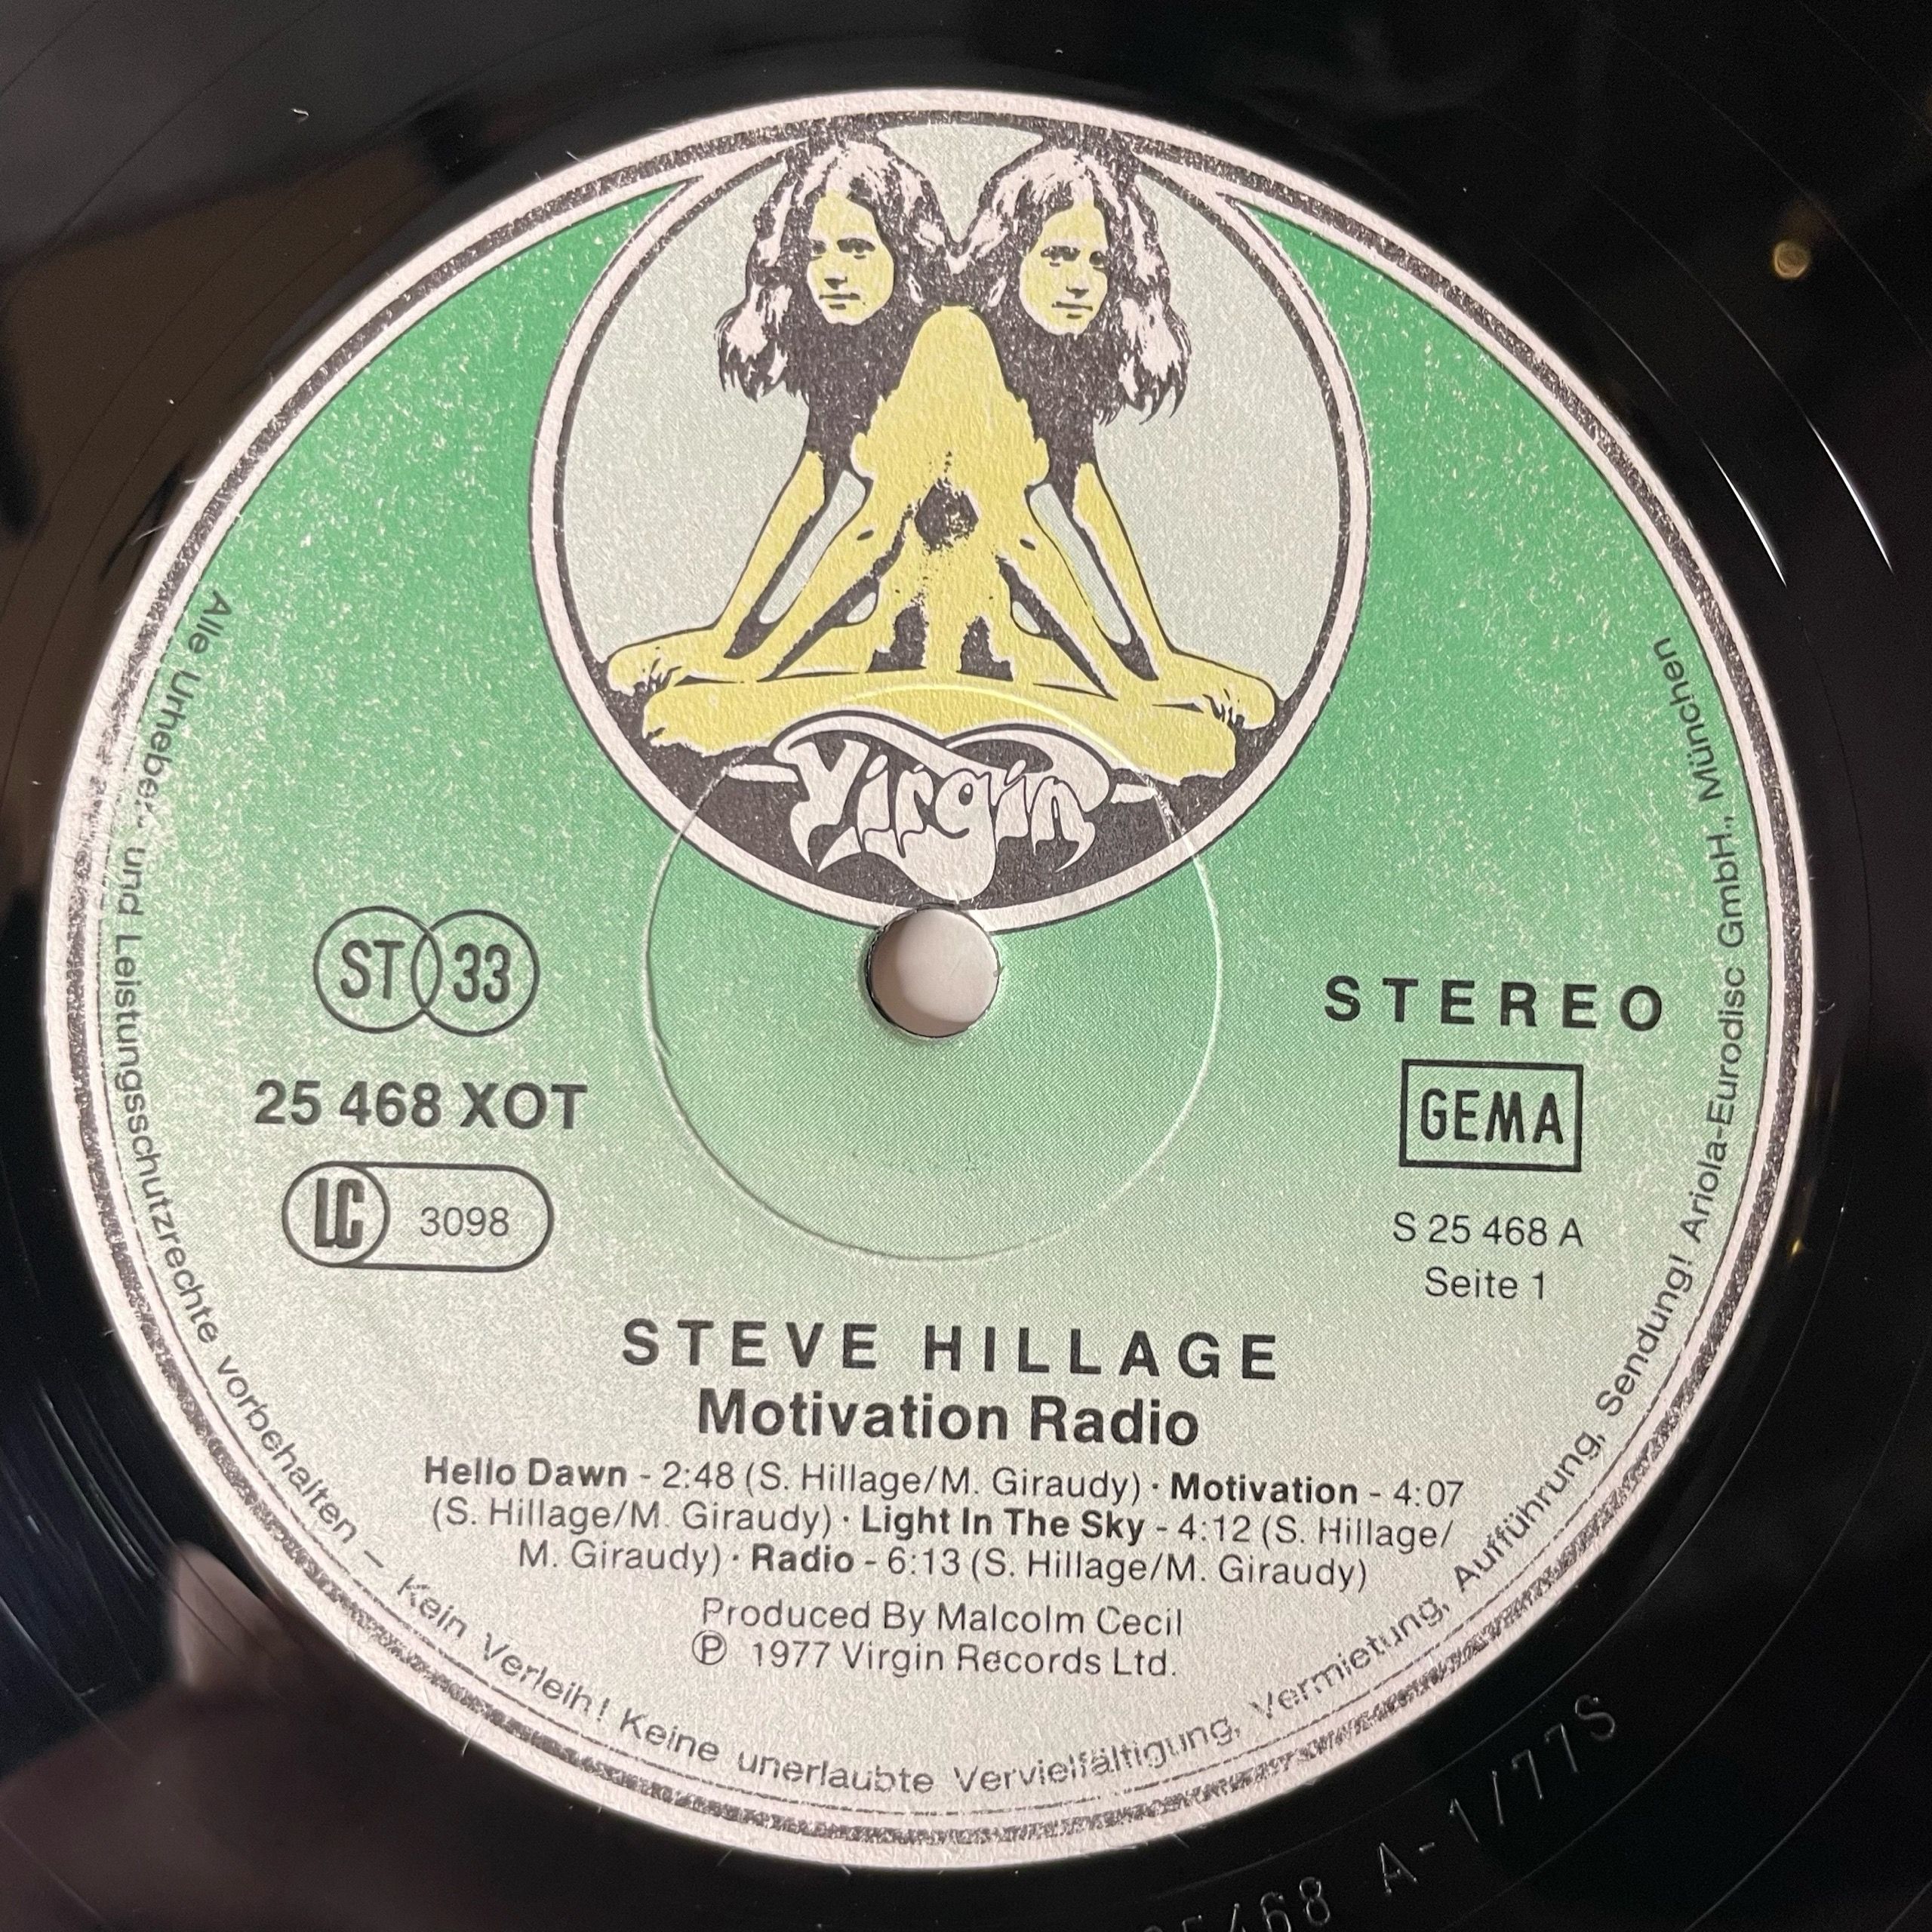 Virgin
ST 33
STEREO
25 468 XOT
GEMA
LC 3098
S 25 468 A
Seite 1
STEVE HILLAGE
Motivation Radio
Hello Dawn - 2:48 (S. Hillage/M. Giraudy) · Motivation - 4:07
(S. Hillage/M. Giraudy) · Light In The Sky - 4:12 (S. Hillage/
M. Giraudy) · Radio - 6:13 (S. Hillage/M. Giraudy)
Produced By Malcolm Cecil
℗ 1977 Virgin Records Ltd.
Alle Urheber- und Leistungsschutzrechte vorbehalten – Kein Verleih! Keine unerlaubte Vervielfältigung, Vermietung, Aufführung, Sendung! Ariola-Eurodisc GmbH., München
5468 A-1/77S